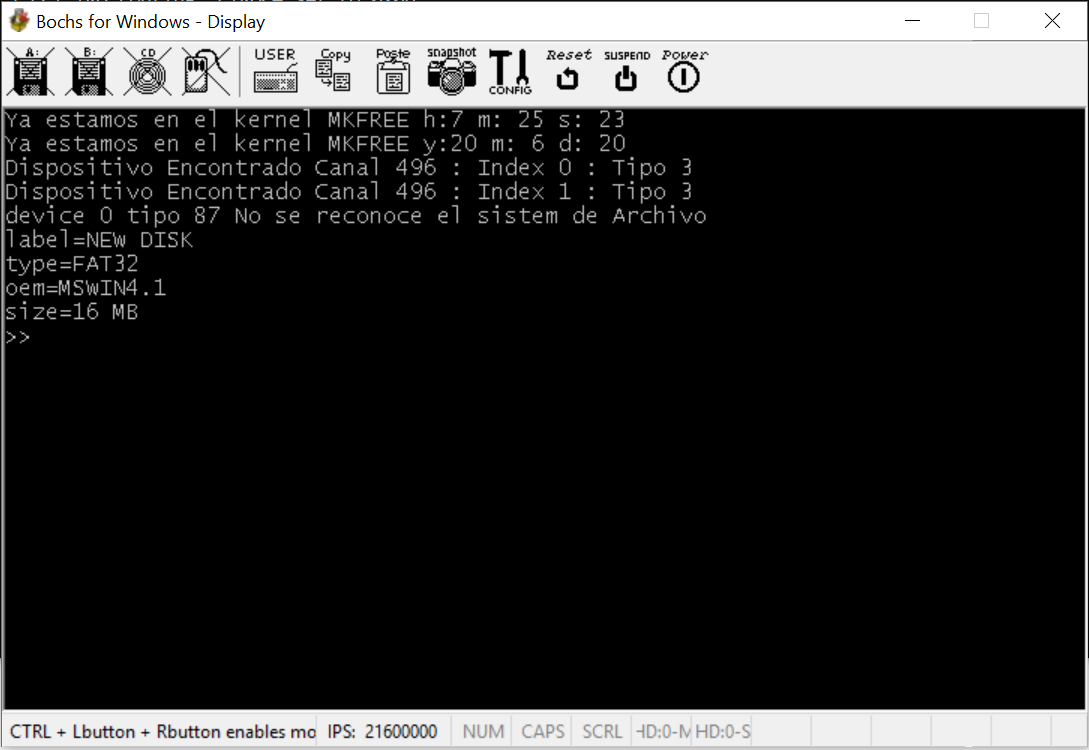 Bochs for Windows - Display
A: B: CD USER Copy Paste snapshot CONFIG Reset SUSPEND Power
Ya estamos en el kernel MKFREE h:7 m: 25 s: 23
Ya estamos en el kernel MKFREE y:20 m: 6 d: 20
Dispositivo Encontrado Canal 496 : Index 0 : Tipo 3
Dispositivo Encontrado Canal 496 : Index 1 : Tipo 3
device 0 tipo 87 No se reconoce el sistem de Archivo
label=NEW DISK
type=FAT32
oem=MSWIN4.1
size=16 MB
>>
CTRL + Lbutton + Rbutton enables mo IPS: 21600000 NUM CAPS SCRL HD:0-M HD:0-S